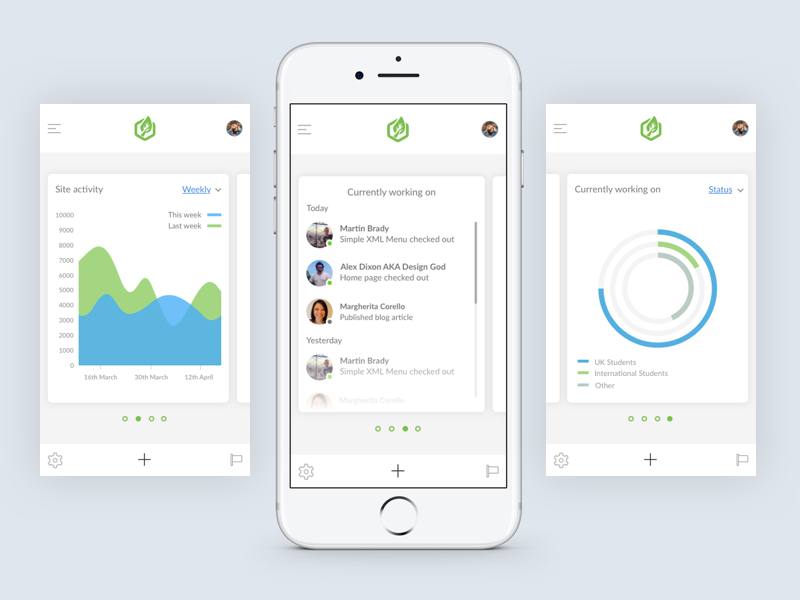 Site activity
Weekly
This week
Last week
10000
9000
8000
7000
6000
5000
4000
3000
2000
1000
0
16th March
30th March
12th April
Currently working on
Today
Martin Brady
Simple XML Menu checked out
Alex Dixon AKA Design God
Home page checked out
Margherita Corello
Published blog article
Yesterday
Martin Brady
Simple XML Menu checked out
Margherita Corello
Currently working on
Status
UK Students
International Students
Other